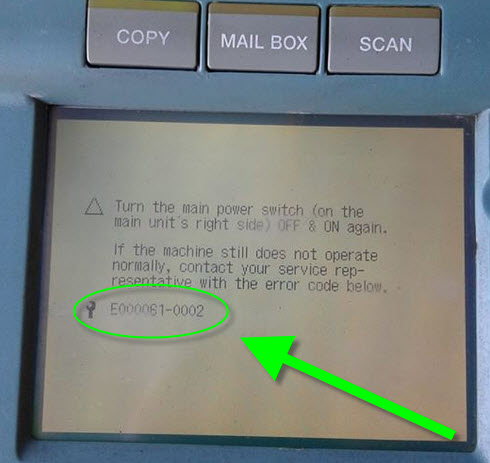 COPY
MAIL BOX
SCAN
Turn the main power switch (on the
main unit's right side) OFF & ON again.
If the machine still does not operate
normally, contact your service rep-
resentative with the error code below.
E000061-0002